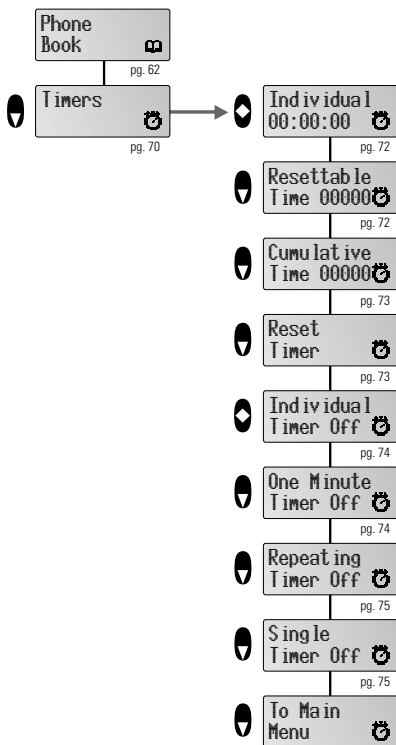 Phone
Book
pg. 62
Timers
pg. 70
Individual
00:00:00
pg. 72
Resettable
Time 00000
pg. 72
Cumulative
Time 00000
pg. 73
Reset
Timer
pg. 73
Individual
Timer Off
pg. 74
One Minute
Timer Off
pg. 74
Repeating
Timer Off
pg. 75
Single
Timer Off
pg. 75
To Main
Menu